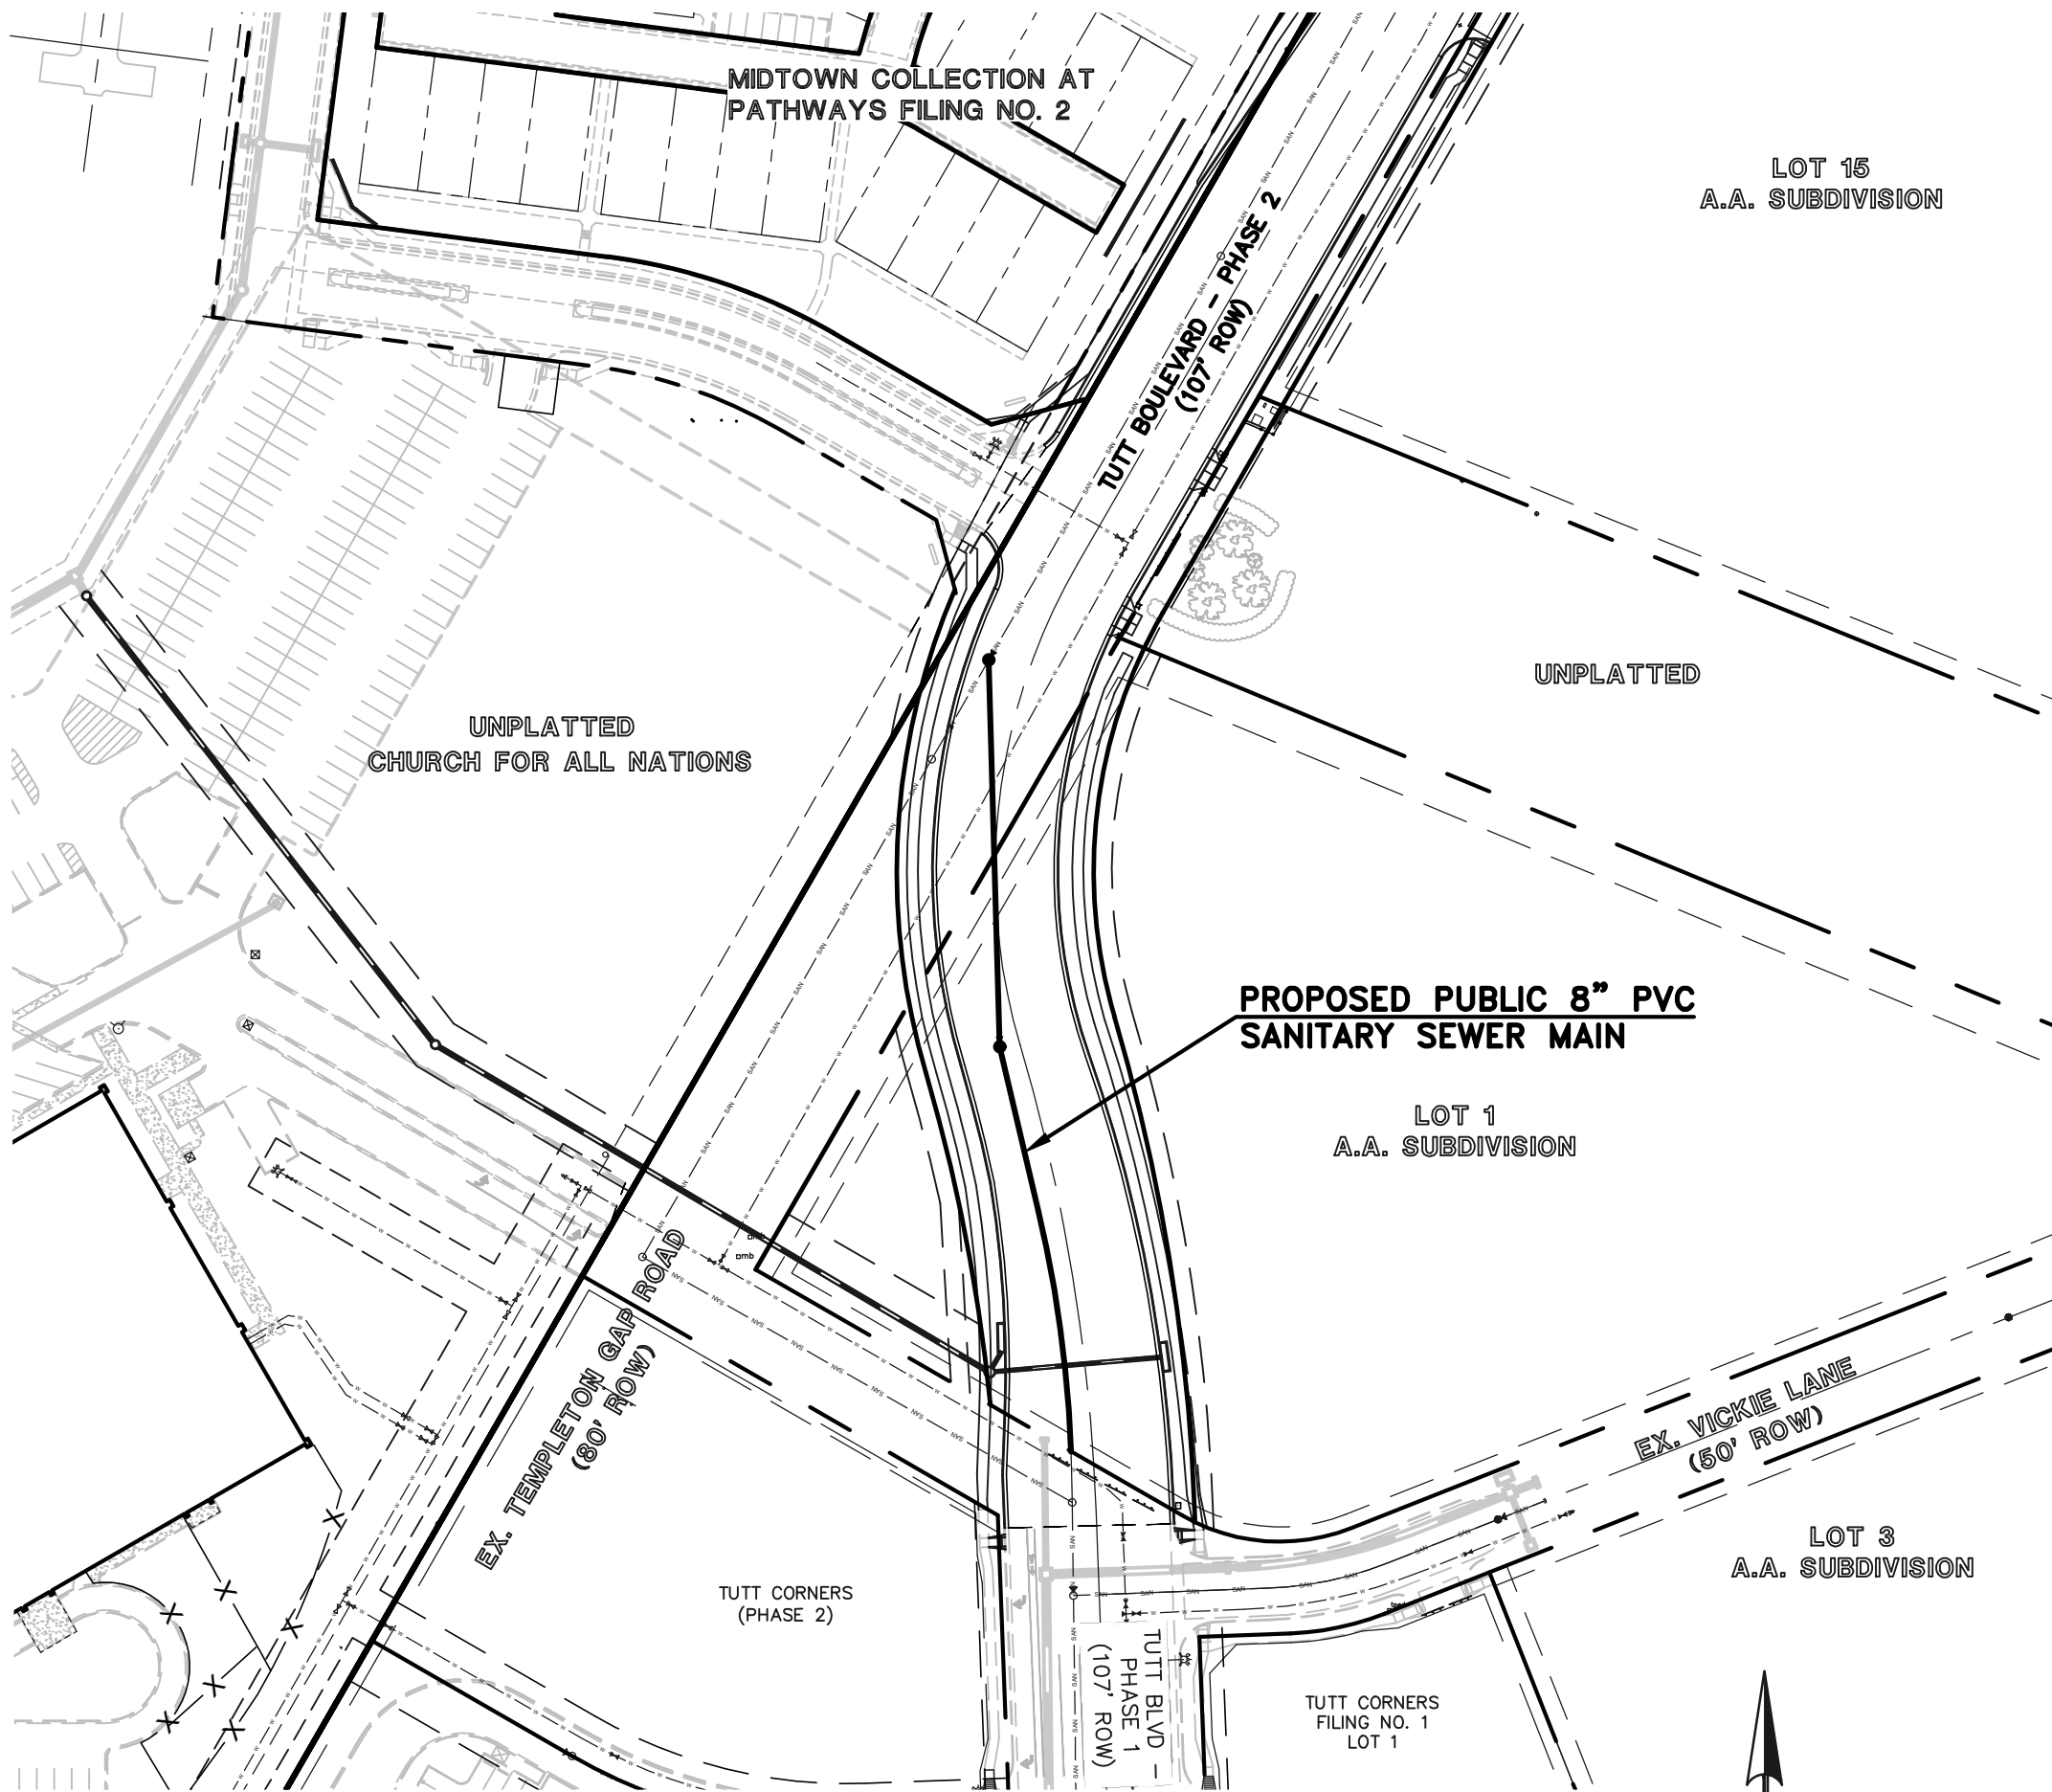 MIDTOWN COLLECTION AT
PATHWAYS FILING NO. 2
LOT 15
A.A. SUBDIVISION
TUTT BOULEVARD - PHASE 2
(107' ROW)
UNPLATTED
UNPLATTED
CHURCH FOR ALL NATIONS
PROPOSED PUBLIC 8" PVC
SANITARY SEWER MAIN
LOT 1
A.A. SUBDIVISION
EX. TEMPLETON GAP ROAD
(80' ROW)
EX. VICKIE LANE
(50' ROW)
LOT 3
A.A. SUBDIVISION
TUTT CORNERS
(PHASE 2)
TUTT BLVD -
PHASE 1
(107' ROW)
TUTT CORNERS
FILING NO. 1
LOT 1